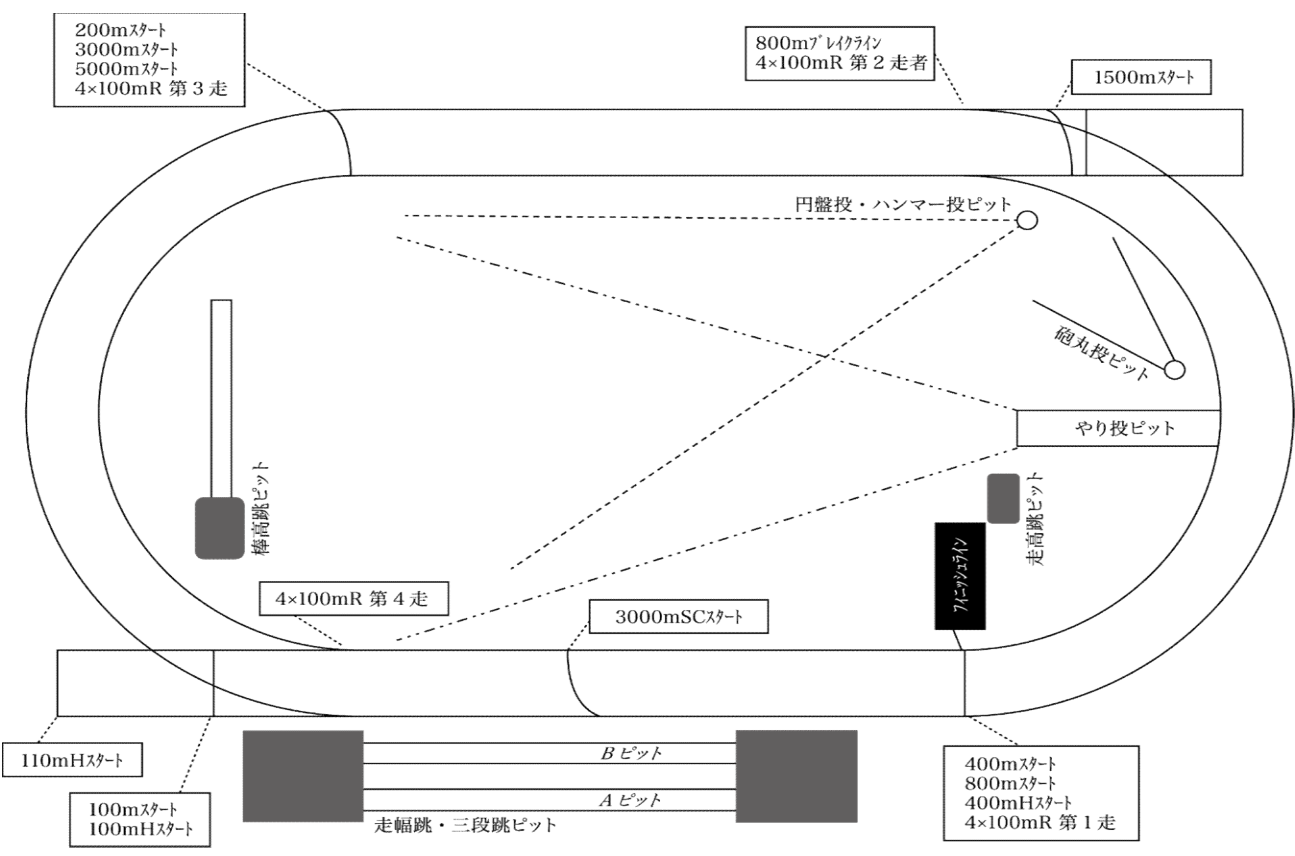 200mｽﾀｰﾄ
3000mｽﾀｰﾄ
5000mｽﾀｰﾄ
4×100mR 第３走
800mﾌﾞﾚｲｸﾗｲﾝ
4×100mR 第２走者
1500mｽﾀｰﾄ
円盤投・ハンマー投ピット
砲丸投ピット
やり投ピット
棒高跳ピット
走高跳ピット
ﾌｨﾆｯｼｭﾗｲﾝ
4×100mR 第４走
3000mSCｽﾀｰﾄ
110mHｽﾀｰﾄ
100mｽﾀｰﾄ
100mHｽﾀｰﾄ
Bピット
Aピット
走幅跳・三段跳ピット
400mｽﾀｰﾄ
800mｽﾀｰﾄ
400mHｽﾀｰﾄ
4×100mR 第１走